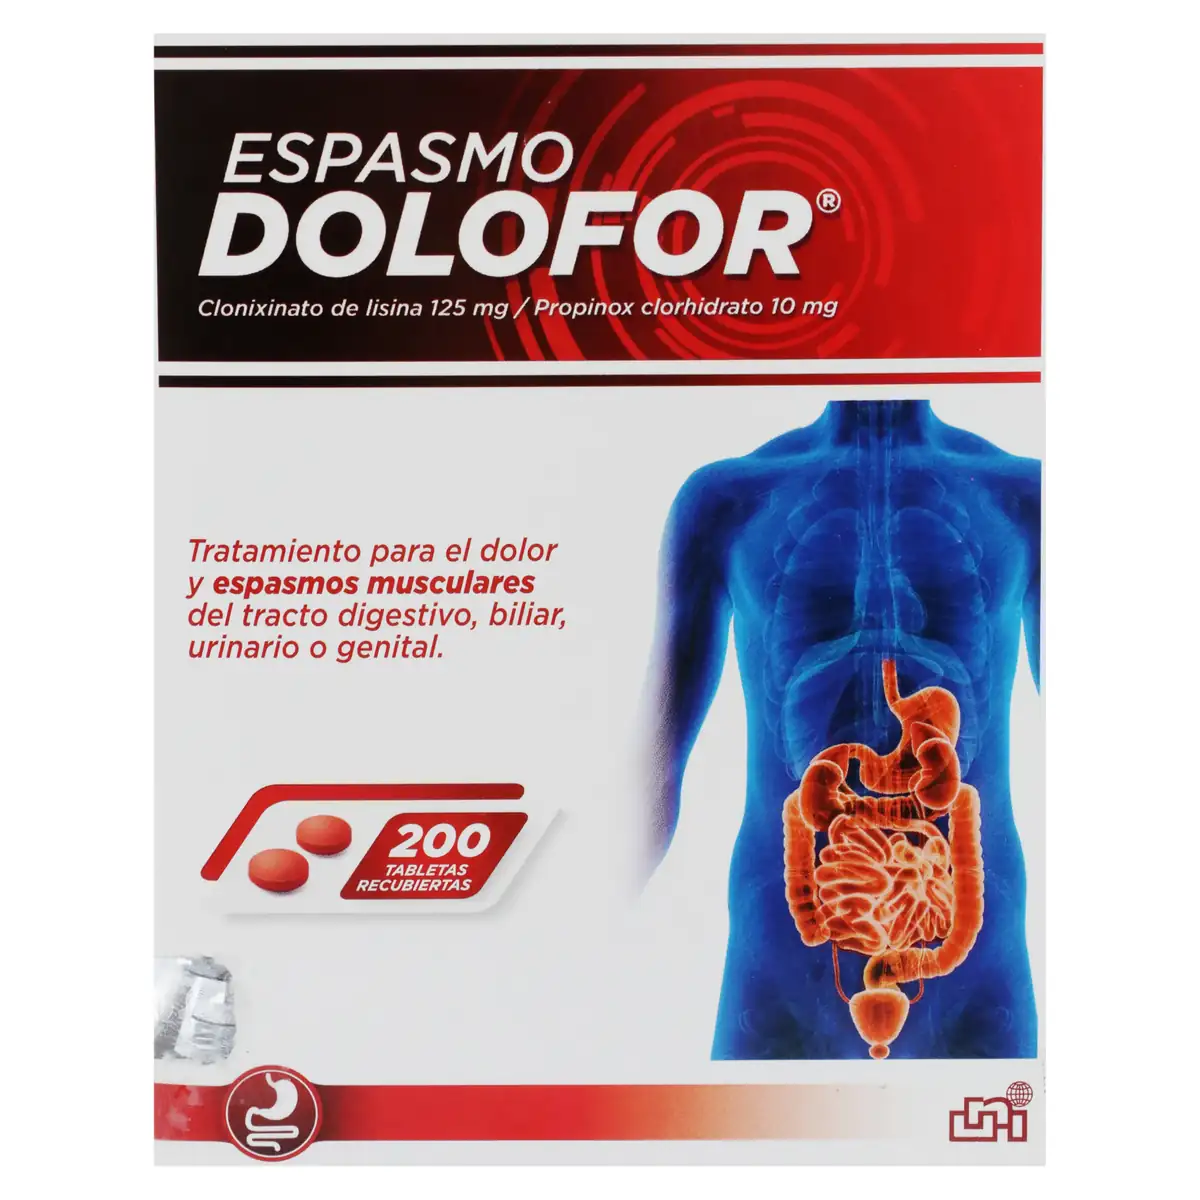 ESPASMO
DOLOFOR®
Clonixinato de lisina 125 mg / Propinox clorhidrato 10 mg
Tratamiento para el dolor
y espasmos musculares
del tracto digestivo, biliar,
urinario o genital.
200
TABLETAS
RECUBIERTAS
uni